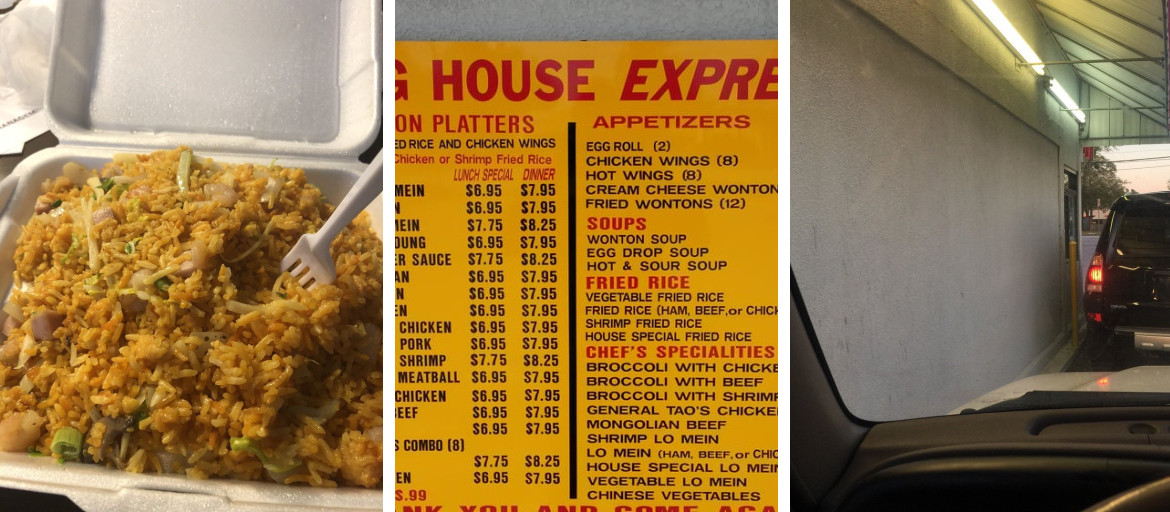 G HOUSE EXPRE
ON PLATTERS
ED RICE AND CHICKEN WINGS
Chicken or Shrimp Fried Rice
LUNCH SPECIAL DINNER
MEIN $6.95 $7.95
N $6.95 $7.95
MEIN $7.75 $8.25
OUNG $6.95 $7.95
ER SAUCE $7.75 $8.25
AN $6.95 $7.95
N $6.95 $7.95
EN $6.95 $7.95
CHICKEN $6.95 $7.95
PORK $6.95 $7.95
SHRIMP $7.75 $8.25
MEATBALL $6.95 $7.95
CHICKEN $6.95 $7.95
BEEF $6.95 $7.95
$6.95 $7.95
S COMBO (8)
$7.75 $8.25
EN $6.95 $7.95
S .99
APPETIZERS
EGG ROLL (2)
CHICKEN WINGS (8)
HOT WINGS (8)
CREAM CHEESE WONTON
FRIED WONTONS (12)
SOUPS
WONTON SOUP
EGG DROP SOUP
HOT & SOUR SOUP
FRIED RICE
VEGETABLE FRIED RICE
FRIED RICE (HAM, BEEF, or CHICK
SHRIMP FRIED RICE
HOUSE SPECIAL FRIED RICE
CHEF'S SPECIALITIES
BROCCOLI WITH CHICKE
BROCCOLI WITH BEEF
BROCCOLI WITH SHRIM
GENERAL TAO'S CHICKE
MONGOLIAN BEEF
SHRIMP LO MEIN
LO MEIN (HAM, BEEF, or CHIC
HOUSE SPECIAL LO MEIN
VEGETABLE LO MEIN
CHINESE VEGETABLES
NK YOU AND COME AGA